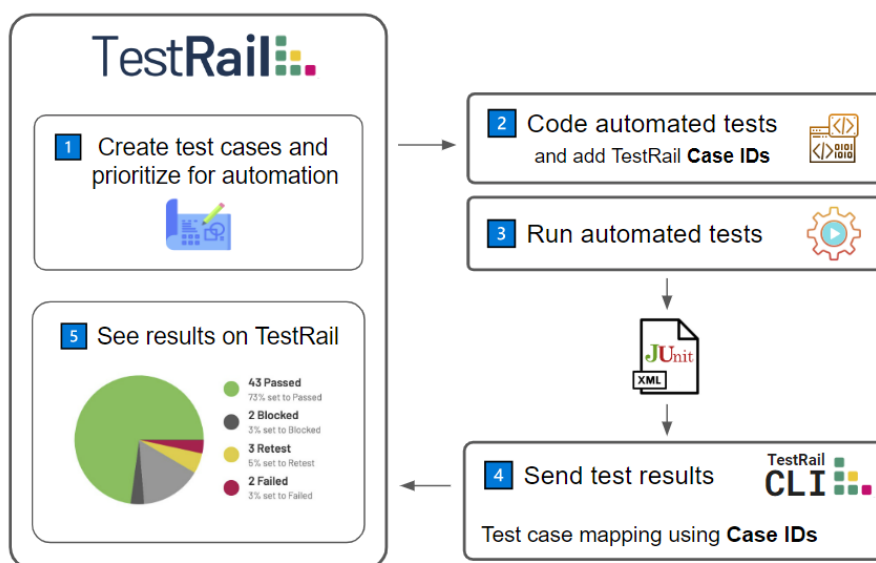 TestRail
1 Create test cases and
prioritize for automation
2 Code automated tests
and add TestRail Case IDs
</>
</>0101
1010
3 Run automated tests
JUnit
XML
4 Send test results
TestRail
CLI
Test case mapping using Case IDs
5 See results on TestRail
43 Passed
73% set to Passed
2 Blocked
3% set to Blocked
3 Retest
5% set to Retest
2 Failed
3% set to Failed